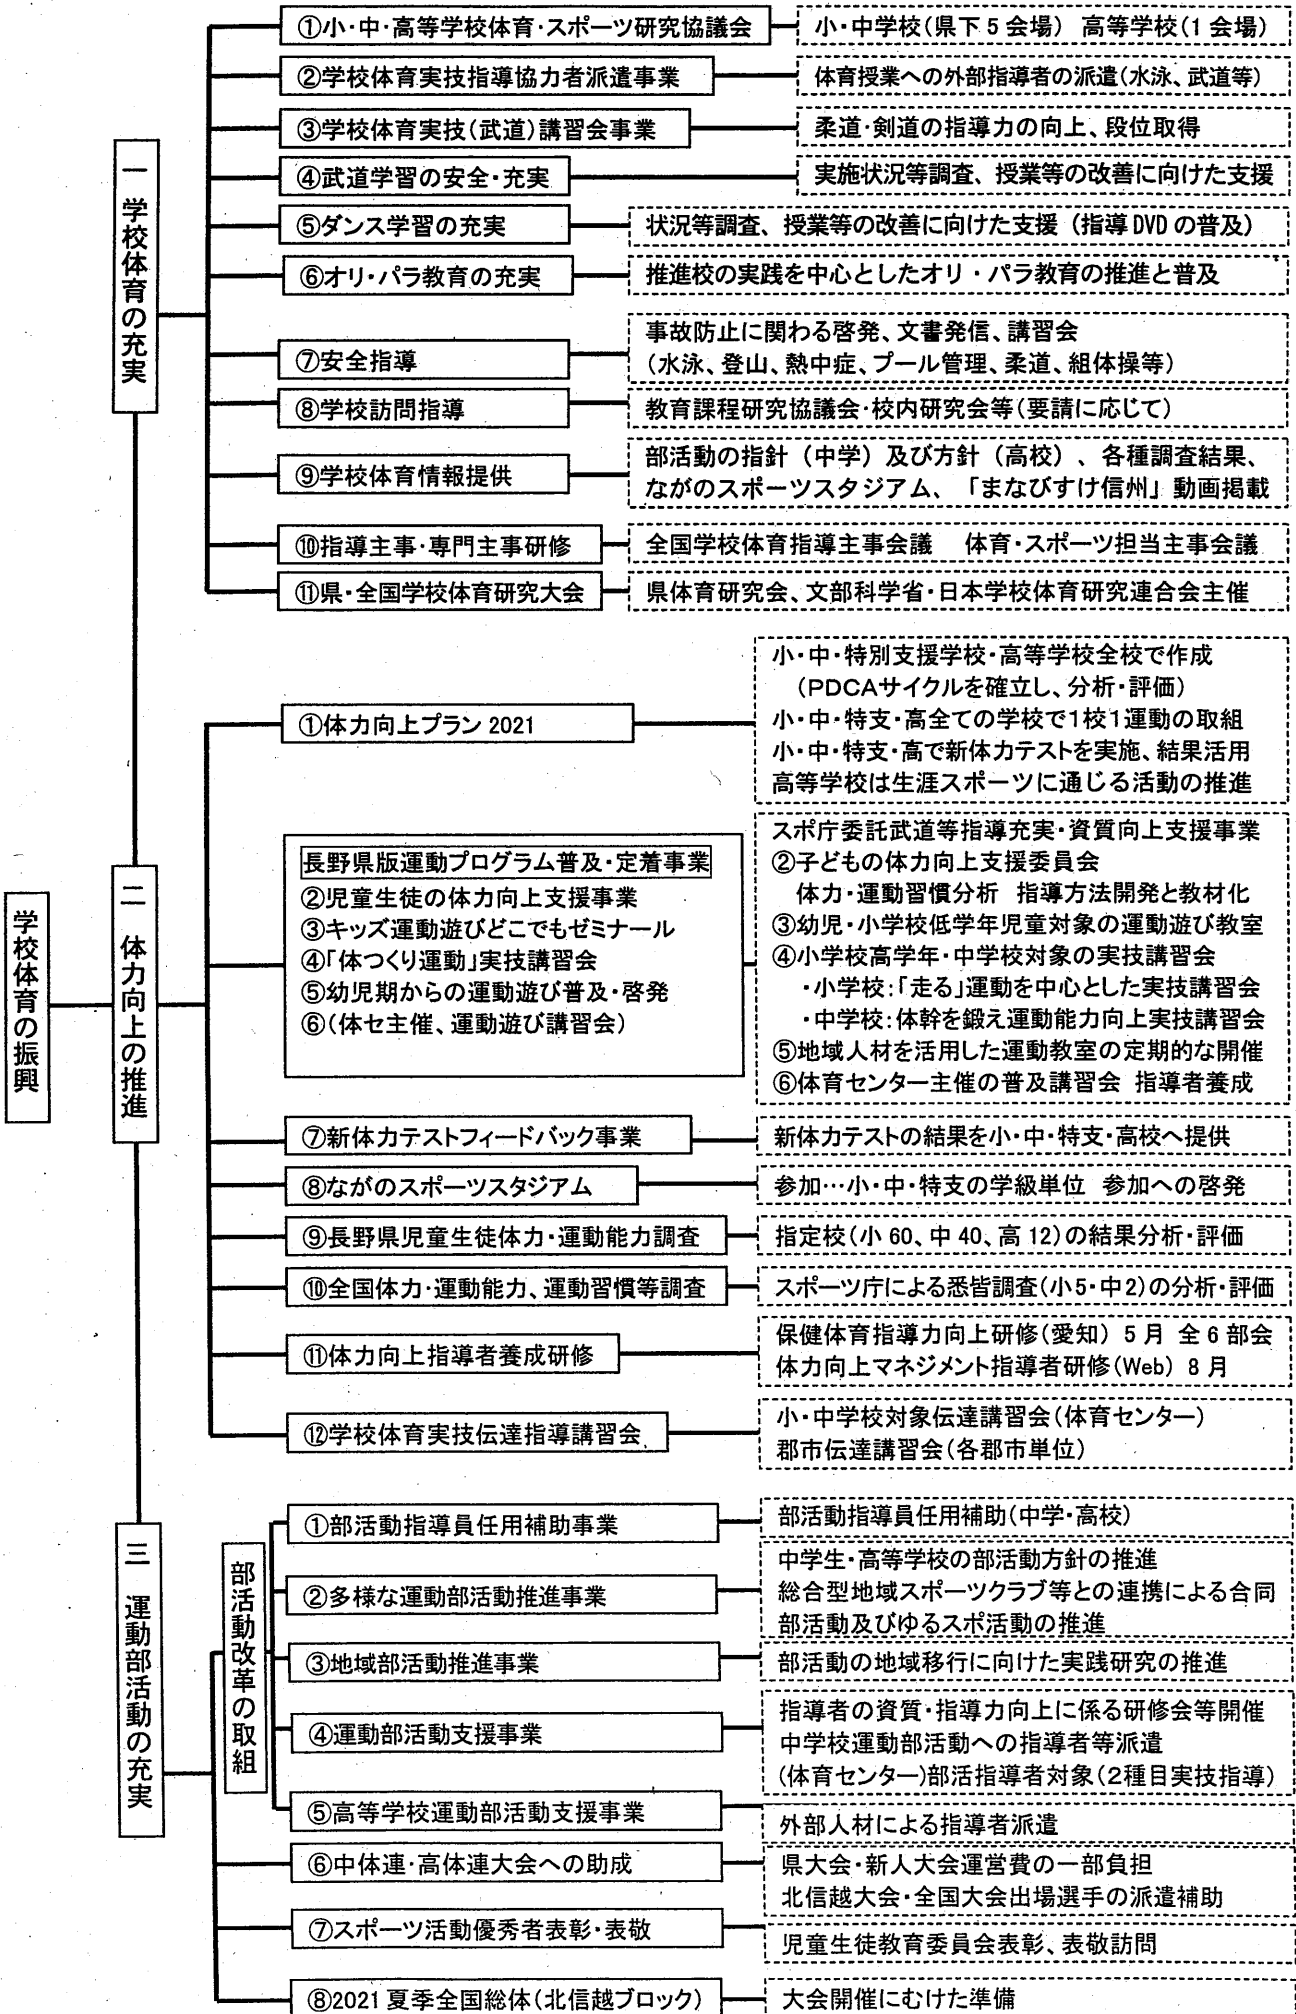 学校体育の振興
一 学校体育の充実
①小・中・高等学校体育・スポーツ研究協議会
小・中学校(県下5会場) 高等学校(1会場)
②学校体育実技指導協力者派遣事業
体育授業への外部指導者の派遣(水泳、武道等)
③学校体育実技(武道)講習会事業
柔道・剣道の指導力の向上、段位取得
④武道学習の安全・充実
実施状況等調査、授業等の改善に向けた支援
⑤ダンス学習の充実
状況等調査、授業等の改善に向けた支援（指導DVDの普及）
⑥オリ・パラ教育の充実
推進校の実践を中心としたオリ・パラ教育の推進と普及
⑦安全指導
事故防止に関わる啓発、文書発信、講習会
（水泳、登山、熱中症、プール管理、柔道、組体操等）
⑧学校訪問指導
教育課程研究協議会・校内研究会等(要請に応じて)
⑨学校体育情報提供
部活動の指針（中学）及び方針（高校）、各種調査結果、
ながのスポーツスタジアム、「まなびすけ信州」動画掲載
⑩指導主事・専門主事研修
全国学校体育指導主事会議 体育・スポーツ担当主事会議
⑪県・全国学校体育研究大会
県体育研究会、文部科学省・日本学校体育研究連合会主催
二 体力向上の推進
①体力向上プラン2021
小・中・特別支援学校・高等学校全校で作成
（PDCAサイクルを確立し、分析・評価）
小・中・特支・高全ての学校で1校1運動の取組
小・中・特支・高で新体力テストを実施、結果活用
高等学校は生涯スポーツに通じる活動の推進
長野県版運動プログラム普及・定着事業
②児童生徒の体力向上支援事業
③キッズ運動遊びどこでもゼミナール
④「体つくり運動」実技講習会
⑤幼児期からの運動遊び普及・啓発
⑥(体セ主催、運動遊び講習会)
スポ庁委託武道等指導充実・資質向上支援事業
②子どもの体力向上支援委員会
体力・運動習慣分析 指導方法開発と教材化
③幼児・小学校低学年児童対象の運動遊び教室
④小学校高学年・中学校対象の実技講習会
・小学校：「走る」運動を中心とした実技講習会
・中学校：体幹を鍛え運動能力向上実技講習会
⑤地域人材を活用した運動教室の定期的な開催
⑥体育センター主催の普及講習会 指導者養成
⑦新体力テストフィードバック事業
新体力テストの結果を小・中・特支・高校へ提供
⑧ながのスポーツスタジアム
参加…小・中・特支の学級単位 参加への啓発
⑨長野県児童生徒体力・運動能力調査
指定校(小60、中40、高12)の結果分析・評価
⑩全国体力・運動能力、運動習慣等調査
スポーツ庁による悉皆調査(小5・中2)の分析・評価
⑪体力向上指導者養成研修
保健体育指導力向上研修(愛知) 5月 全6部会
体力向上マネジメント指導者研修(Web) 8月
⑫学校体育実技伝達指導講習会
小・中学校対象伝達講習会(体育センター)
郡市伝達講習会(各郡市単位)
三 運動部活動の充実
部活動改革の取組
①部活動指導員任用補助事業
部活動指導員任用補助(中学・高校)
②多様な運動部活動推進事業
中学生・高等学校の部活動方針の推進
総合型地域スポーツクラブ等との連携による合同
部活動及びゆるスポ活動の推進
③地域部活動推進事業
部活動の地域移行に向けた実践研究の推進
④運動部活動支援事業
指導者の資質・指導力向上に係る研修会等開催
中学校運動部活動への指導者等派遣
(体育センター)部活指導者対象(2種目実技指導)
⑤高等学校運動部活動支援事業
外部人材による指導者派遣
⑥中体連・高体連大会への助成
県大会・新人大会運営費の一部負担
北信越大会・全国大会出場選手の派遣補助
⑦スポーツ活動優秀者表彰・表敬
児童生徒教育委員会表彰、表敬訪問
⑧2021夏季全国総体(北信越ブロック)
大会開催にむけた準備